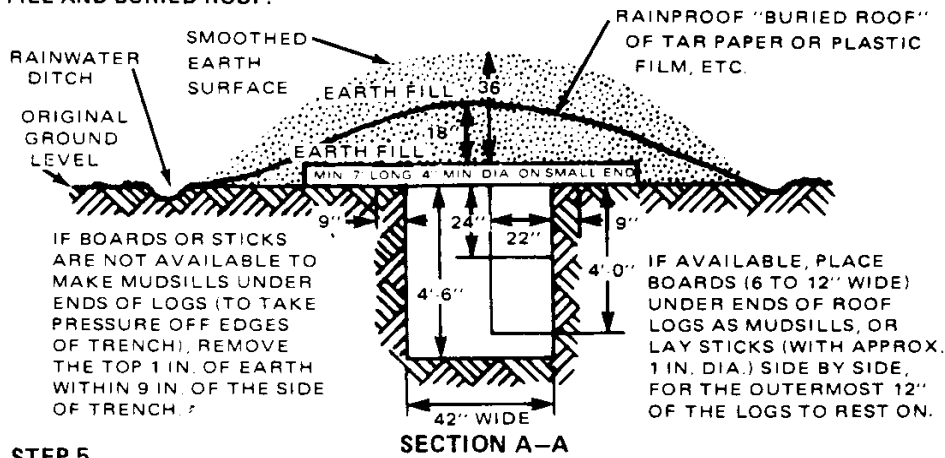 FILL AND BURIED ROOF.
RAINPROOF "BURIED ROOF"
OF TAR PAPER OR PLASTIC
FILM, ETC.
SMOOTHED
EARTH
SURFACE
RAINWATER
DITCH
ORIGINAL
GROUND
LEVEL
EARTH FILL
36
18"
EARTH FILL
MIN. 7' LONG 4" MIN DIA. ON SMALL END
9"
24"
22"
9"
4'-6"
4'-0"
IF BOARDS OR STICKS
ARE NOT AVAILABLE TO
MAKE MUDSILLS UNDER
ENDS OF LOGS (TO TAKE
PRESSURE OFF EDGES
OF TRENCH), REMOVE
THE TOP 1 IN. OF EARTH
WITHIN 9 IN. OF THE SIDE
OF TRENCH.
IF AVAILABLE, PLACE
BOARDS (6 TO 12" WIDE)
UNDER ENDS OF ROOF
LOGS AS MUDSILLS, OR
LAY STICKS (WITH APPROX.
1 IN. DIA.) SIDE BY SIDE,
FOR THE OUTERMOST 12"
OF THE LOGS TO REST ON.
42" WIDE
SECTION A–A
STEP 5